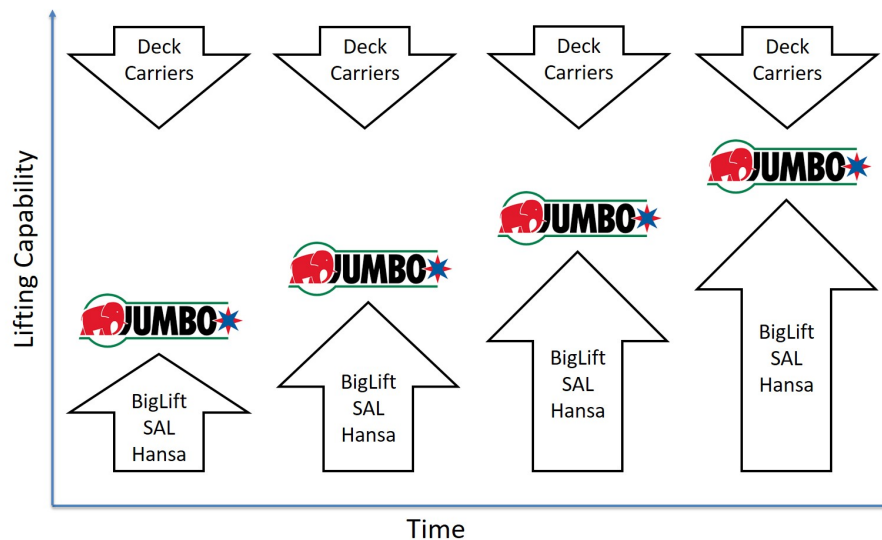 Deck
Carriers
Deck
Carriers
Deck
Carriers
Deck
Carriers
Lifting Capability
JUMBO
JUMBO
JUMBO
JUMBO
BigLift
SAL
Hansa
BigLift
SAL
Hansa
BigLift
SAL
Hansa
BigLift
SAL
Hansa
Time